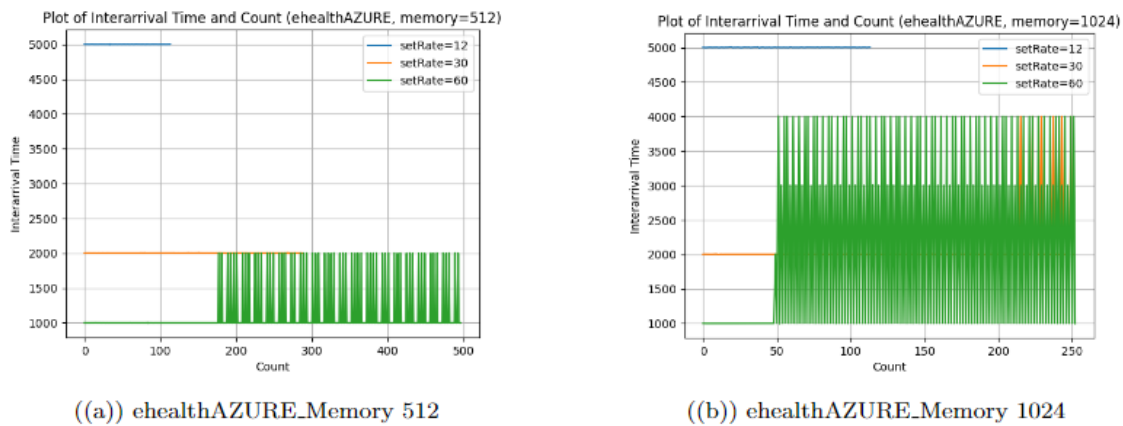 Plot of Interarrival Time and Count (ehealthAZURE, memory=512)
5000
4500
4000
3500
3000
2500
2000
1500
1000
Interarrival Time
setRate=12
setRate=30
setRate=60
0
100
200
300
400
500
Count
((a)) ehealthAZURE_Memory 512
Plot of Interarrival Time and Count (ehealthAZURE, memory=1024)
5000
4500
4000
3500
3000
2500
2000
1500
1000
Interarrival Time
setRate=12
setRate=30
setRate=60
0
50
100
150
200
250
Count
((b)) ehealthAZURE_Memory 1024